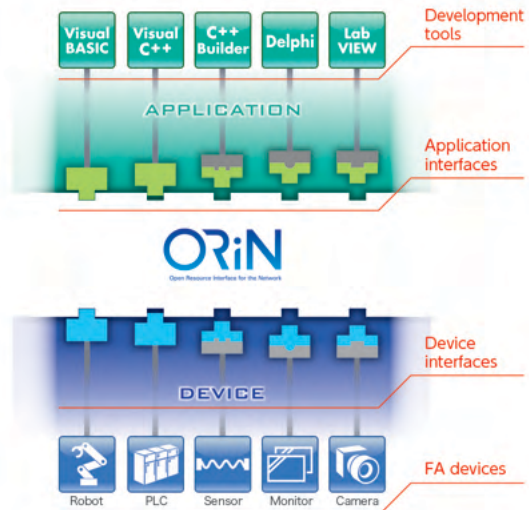 Visual
BASIC
Visual
C++
C++
Builder
Delphi
Lab
VIEW
Development
tools
APPLICATION
Application
interfaces
ORiN
Open Resource Interface for the Network
Device
interfaces
DEVICE
Robot
PLC
Sensor
Monitor
Camera
FA devices